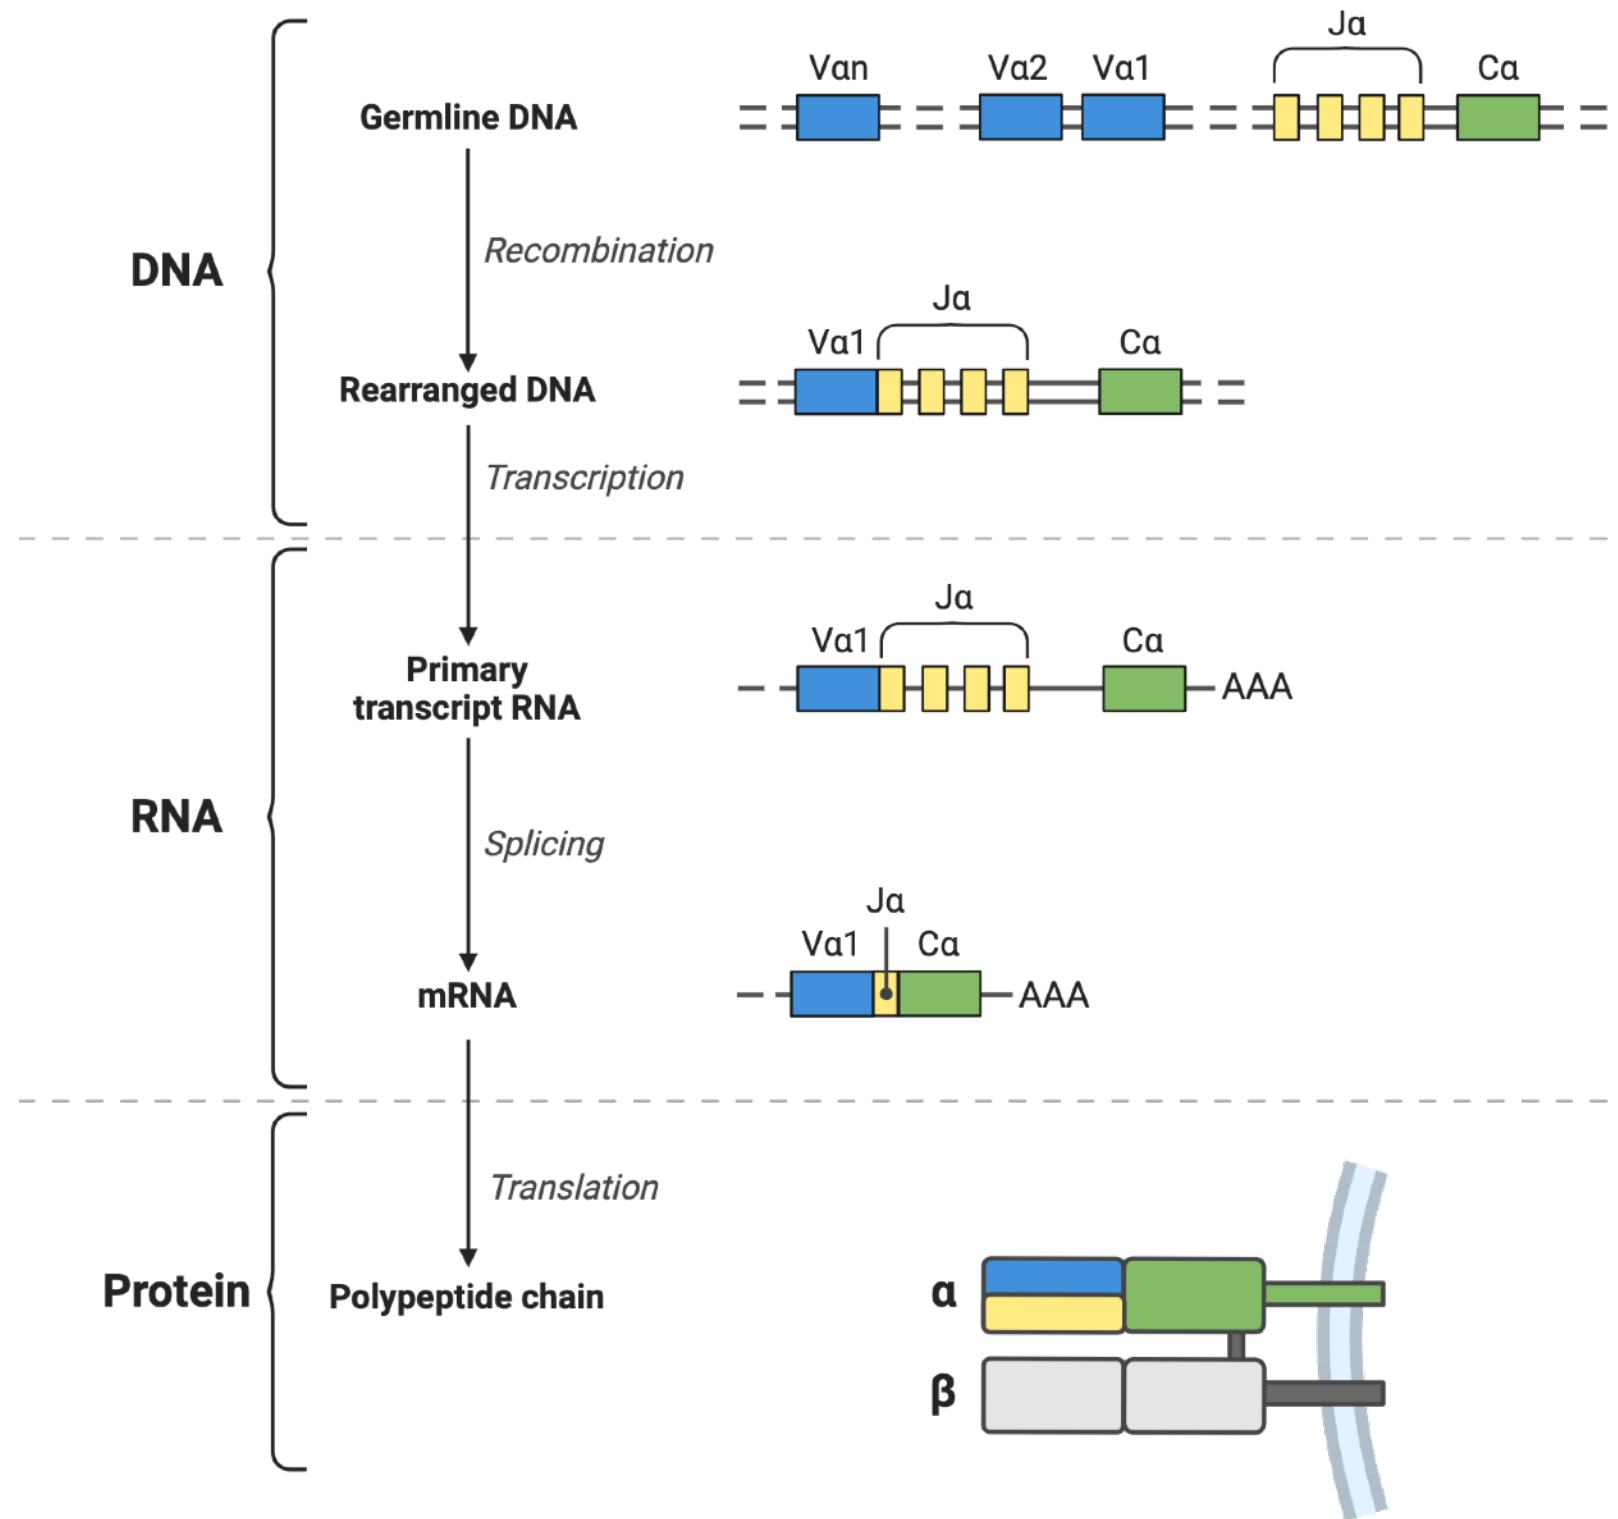 Jα
Vαn Vα2 Vα1 Cα
Germline DNA
Recombination
DNA
Jα
Vα1 Cα
Rearranged DNA
Transcription
Jα
Vα1 Cα
Primary
transcript RNA
AAA
RNA
Splicing
Jα
Vα1 Cα
mRNA
AAA
Translation
Protein
Polypeptide chain
α
β